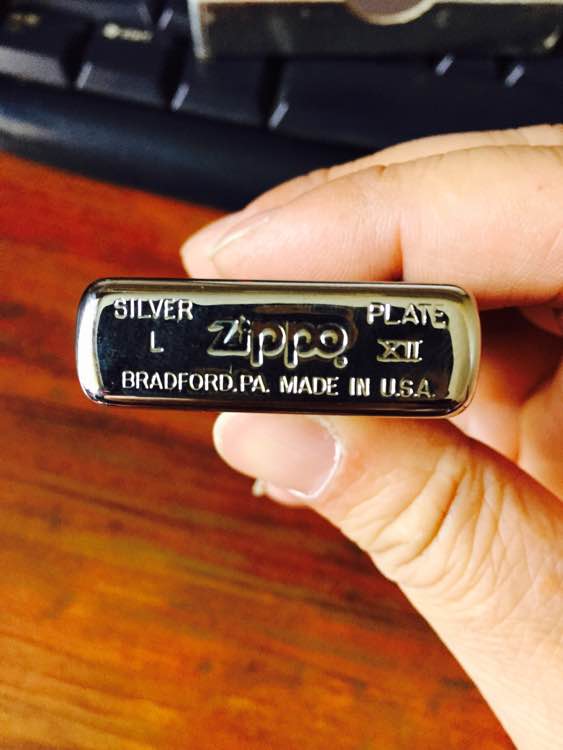 SILVER PLATE
L Zippo XII
BRADFORD,PA. MADE IN U.S.A.